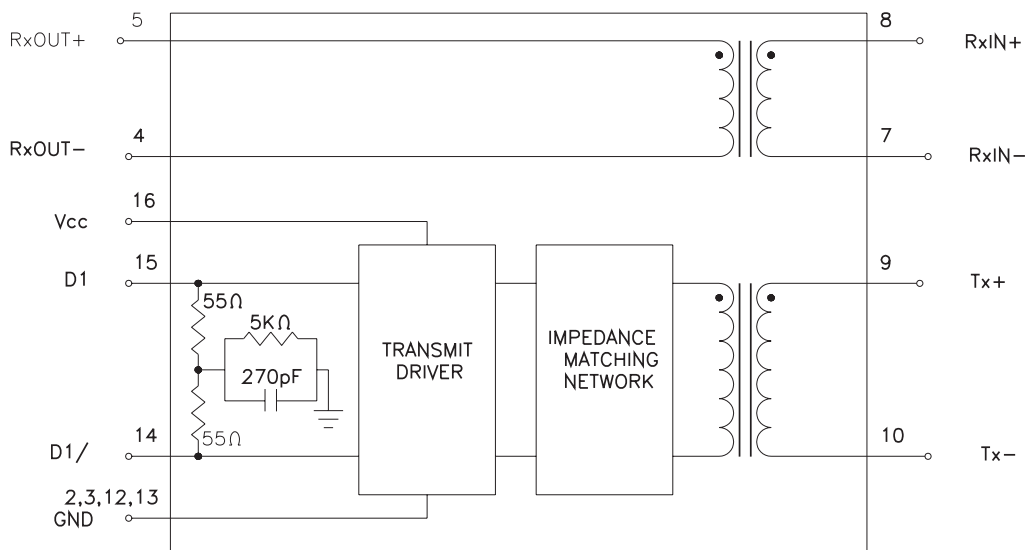 5
8
RxOUT+
RxIN+
4
7
RxOUT−
RxIN−
16
Vcc
15
9
D1
Tx+
55Ω
5KΩ
270pF
TRANSMIT
DRIVER
IMPEDANCE
MATCHING
NETWORK
55Ω
14
10
D1/
Tx−
2,3,12,13
GND